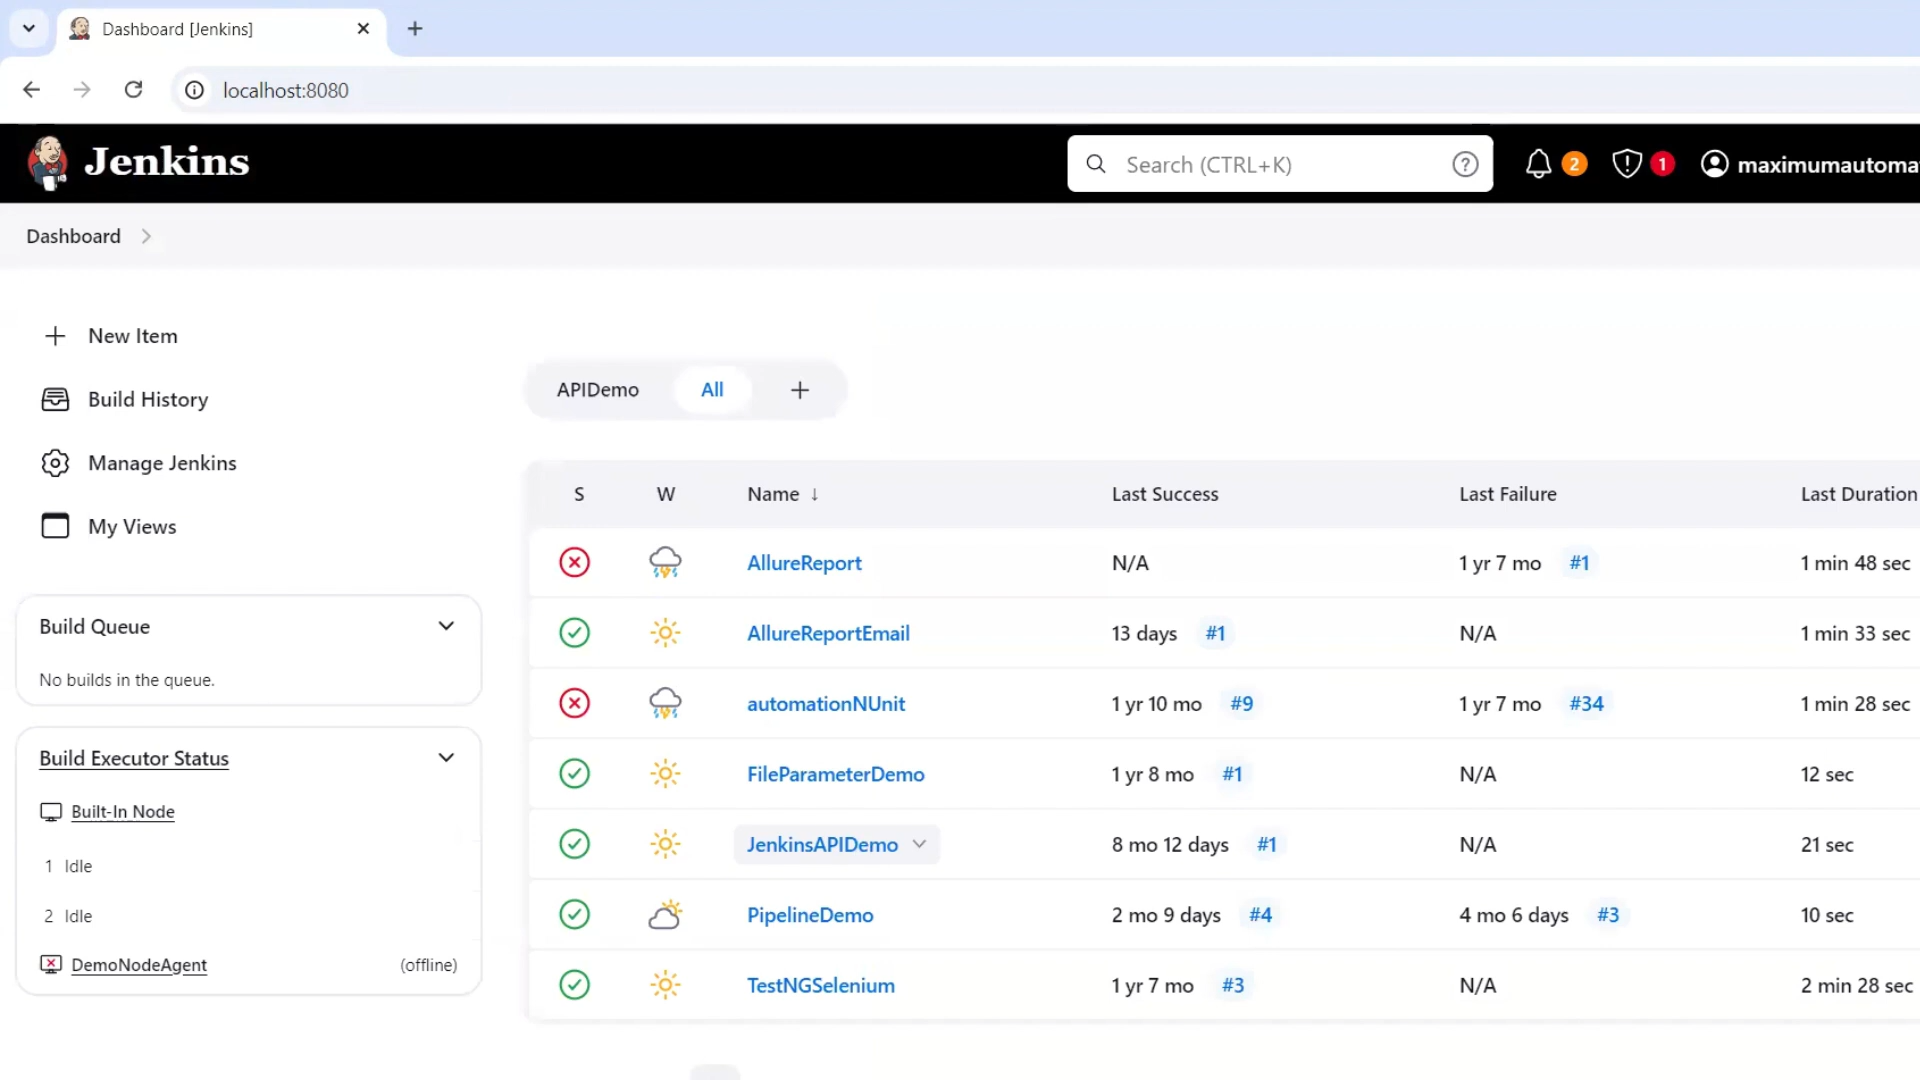 Dashboard [Jenkins]
localhost:8080
Jenkins
Search (CTRL+K)
2
1
maximumautoma
Dashboard
New Item
Build History
Manage Jenkins
My Views
Build Queue
No builds in the queue.
Build Executor Status
Built-In Node
1 Idle
2 Idle
DemoNodeAgent (offline)
APIDemo All
S W Name ↓ Last Success Last Failure Last Duration
AllureReport N/A 1 yr 7 mo #1 1 min 48 sec
AllureReportEmail 13 days #1 N/A 1 min 33 sec
automationNUnit 1 yr 10 mo #9 1 yr 7 mo #34 1 min 28 sec
FileParameterDemo 1 yr 8 mo #1 N/A 12 sec
JenkinsAPIDemo 8 mo 12 days #1 N/A 21 sec
PipelineDemo 2 mo 9 days #4 4 mo 6 days #3 10 sec
TestNGSelenium 1 yr 7 mo #3 N/A 2 min 28 sec